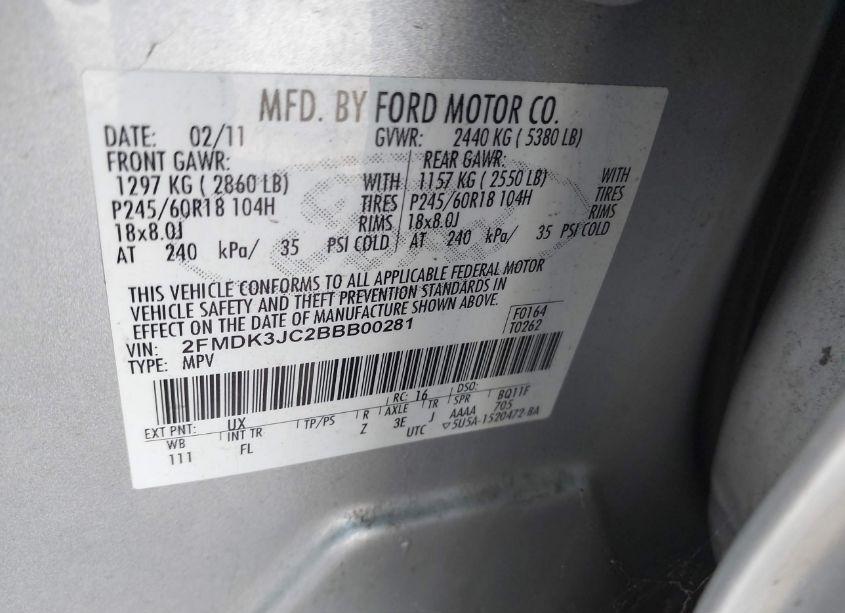 MFD. BY FORD MOTOR CO.
DATE: 02/11 GVWR: 2440 KG ( 5380 LB)
FRONT GAWR: REAR GAWR:
1297 KG ( 2860 LB) WITH 1157 KG ( 2550 LB) WITH
P245/60R18 104H TIRES P245/60R18 104H TIRES
18x8.0J RIMS 18x8.0J RIMS
AT 240 kPa/ 35 PSI COLD AT 240 kPa/ 35 PSI COLD
THIS VEHICLE CONFORMS TO ALL APPLICABLE FEDERAL MOTOR
VEHICLE SAFETY AND THEFT PREVENTION STANDARDS IN
EFFECT ON THE DATE OF MANUFACTURE SHOWN ABOVE.
F0164
VIN: 2FMDK3JC2BBB00281 T0262
TYPE: MPV
EXT PNT: UX RC: 16 DSO:
WB INT TR TP/PS R AXLE TR SPR BQ11F
111 FL Z 3E J AAAA 705
UTC ▽5U5A-1520472-BA